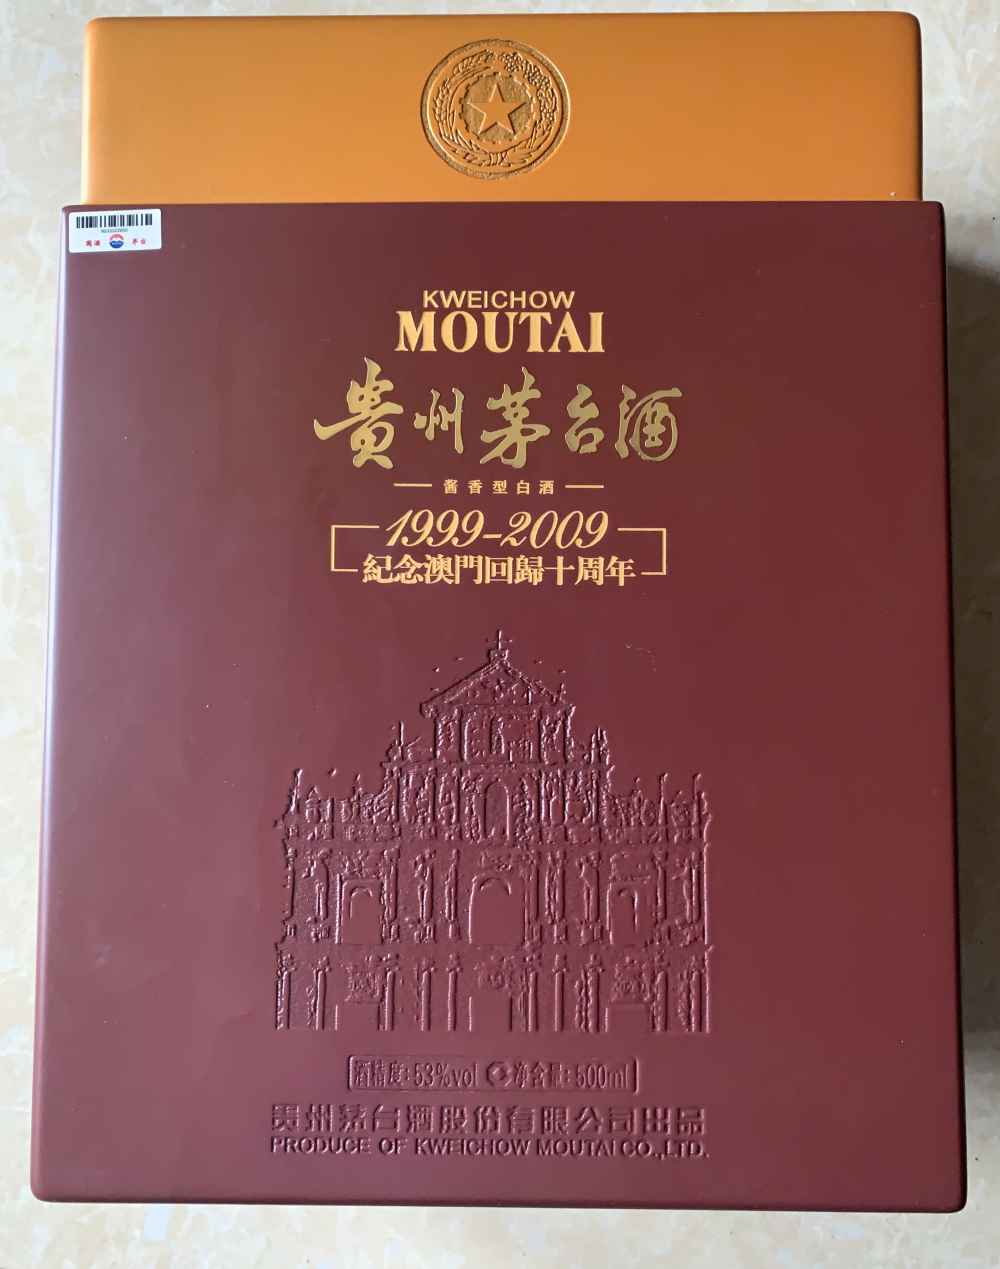 KWEICHOW
MOUTAI
貴州茅台酒
酱香型白酒
1999-2009
紀念澳門回歸十周年
酒精度:53%vol 净含量:500ml
贵州茅台酒股份有限公司出品
PRODUCE OF KWEICHOW MOUTAI CO.,LTD.